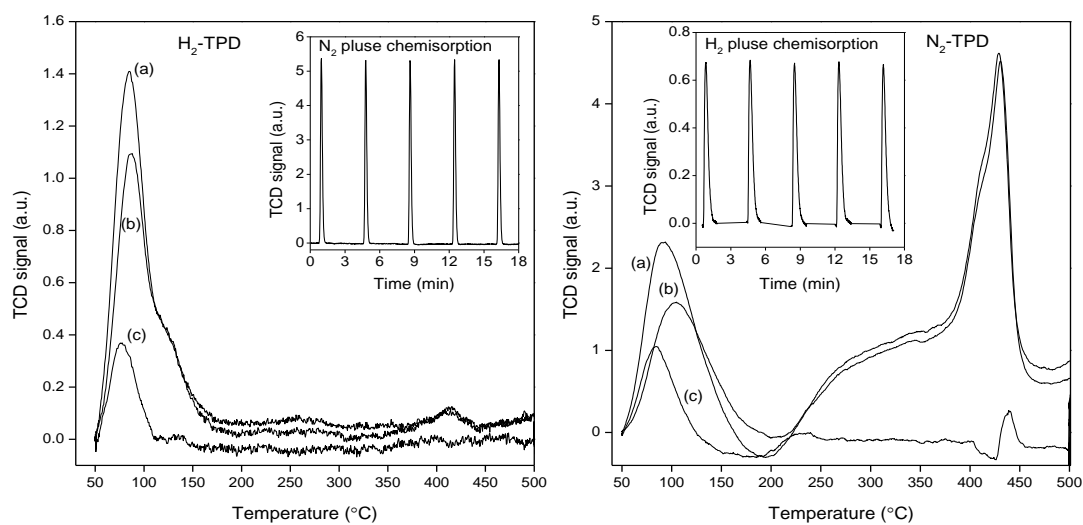 H2-TPD
N2 pluse chemisorption
TCD signal (a.u.)
6
5
4
3
2
1
0
0 3 6 9 12 15 18
Time (min)
(a)
(b)
(c)
TCD signal (a.u.)
1.6
1.4
1.2
1.0
0.8
0.6
0.4
0.2
0.0
50 100 150 200 250 300 350 400 450 500
Temperature (°C)
N2-TPD
H2 pluse chemisorption
TCD signal (a.u.)
0.8
0.6
0.4
0.2
0.0
0 3 6 9 12 15 18
Time (min)
(a)
(b)
(c)
TCD signal (a.u.)
5
4
3
2
1
0
50 100 150 200 250 300 350 400 450 500
Temperature (°C)